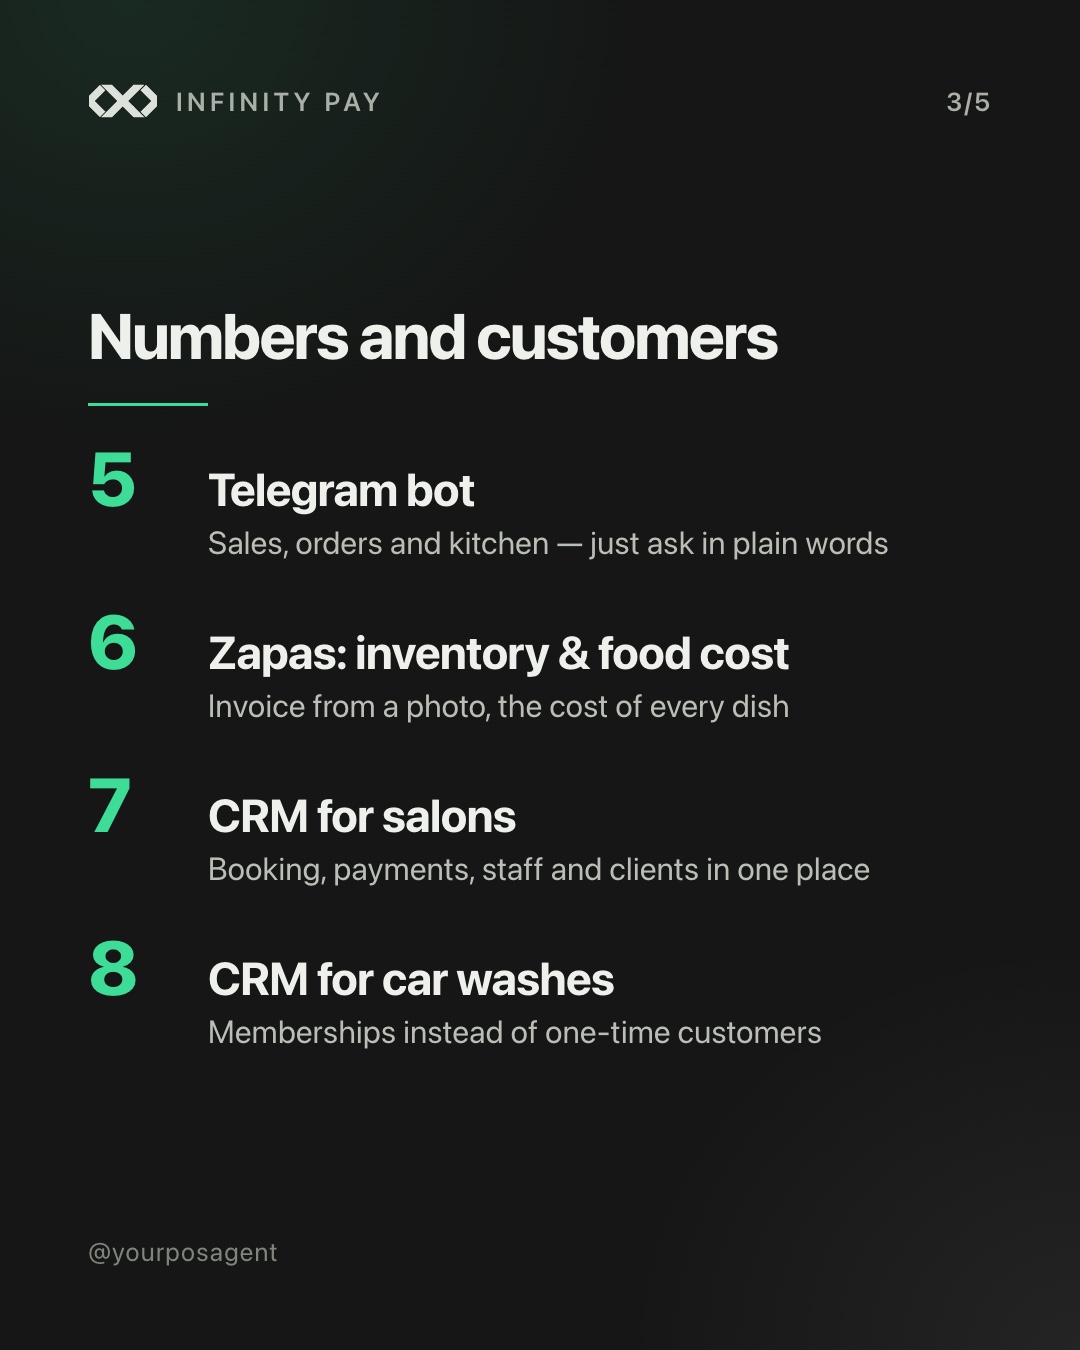 INFINITY PAY
3/5
Numbers and customers
5
Telegram bot
Sales, orders and kitchen — just ask in plain words
6
Zapas: inventory & food cost
Invoice from a photo, the cost of every dish
7
CRM for salons
Booking, payments, staff and clients in one place
8
CRM for car washes
Memberships instead of one-time customers
@yourposagent